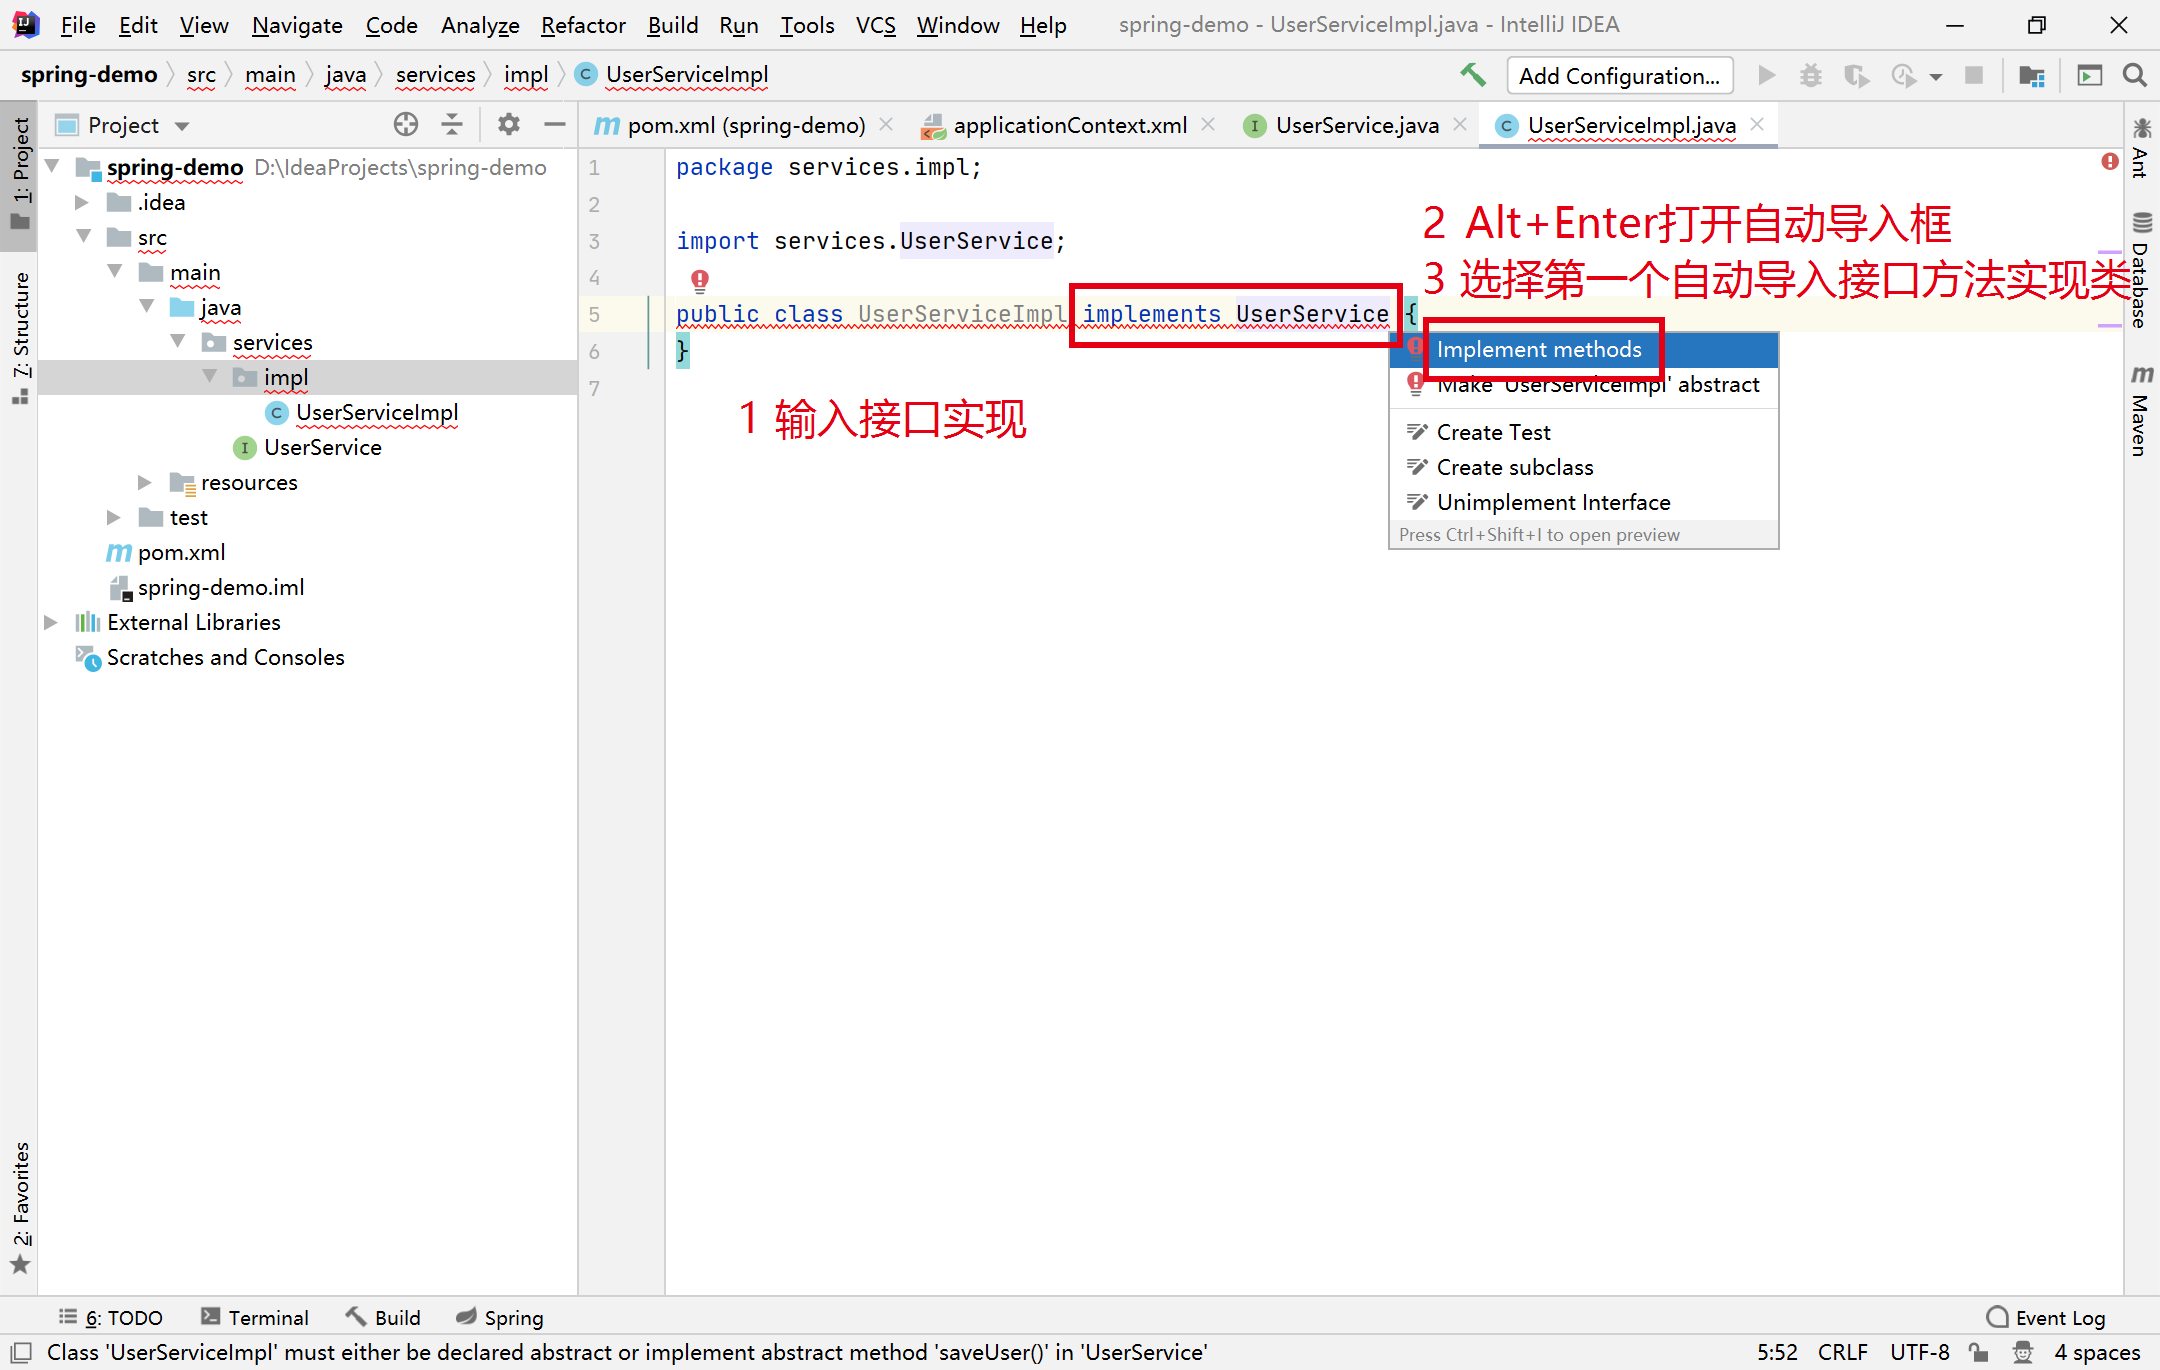 File Edit View Navigate Code Analyze Refactor Build Run Tools VCS Window Help spring-demo - UserServiceImpl.java - IntelliJ IDEA
spring-demo src main java services impl UserServiceImpl Add Configuration...
Project
pom.xml (spring-demo) applicationContext.xml UserService.java UserServiceImpl.java
1: Project
7: Structure
2: Favorites
spring-demo D:\IdeaProjects\spring-demo
.idea
src
main
java
services
impl
UserServiceImpl
UserService
resources
test
pom.xml
spring-demo.iml
External Libraries
Scratches and Consoles
1 package services.impl;
2
3 import services.UserService;
4
5 public class UserServiceImpl implements UserService {
6 }
7
2 Alt+Enter打开自动导入框
3 选择第一个自动导入接口方法实现类
1 输入接口实现
Implement methods
Make 'UserServiceImpl' abstract
Create Test
Create subclass
Unimplement Interface
Press Ctrl+Shift+I to open preview
Ant
Database
Maven
6: TODO Terminal Build Spring Event Log
Class 'UserServiceImpl' must either be declared abstract or implement abstract method 'saveUser()' in 'UserService' 5:52 CRLF UTF-8 4 spaces